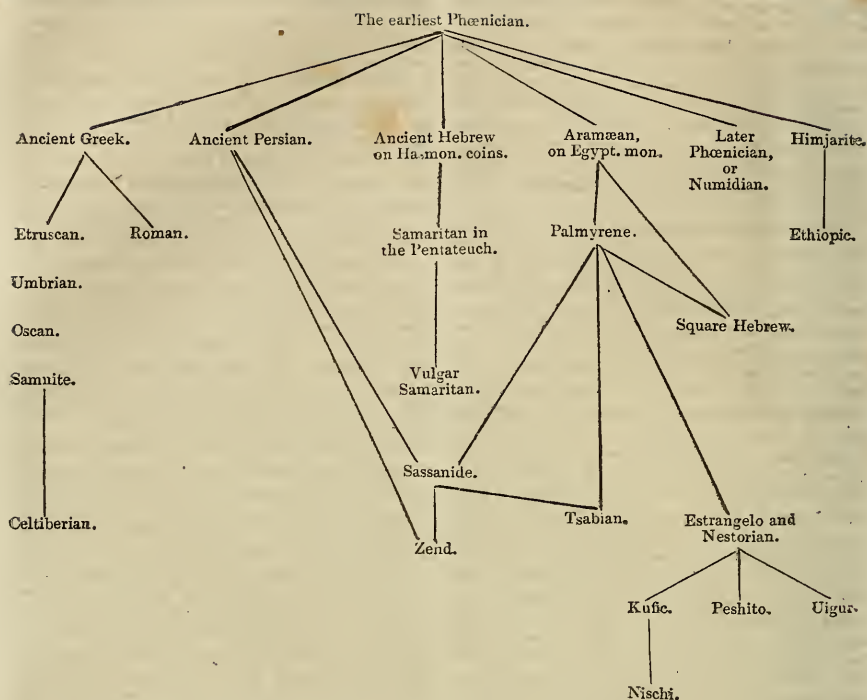 The earliest Phœnician.
Ancient Greek.
Ancient Persian.
Ancient Hebrew
on Hasmon. coins.
Aramæan,
on Egypt. mon.
Later
Phœnician,
or
Numidian.
Himjarite.
Etruscan.
Roman.
Samaritan in
the Pentateuch.
Palmyrene.
Ethiopic.
Umbrian.
Square Hebrew.
Oscan.
Samnite.
Vulgar
Samaritan.
Sassanide.
Celtiberian.
Tsabian.
Estrangelo and
Nestorian.
Zend.
Kufic.
Peshito.
Uigur.
Nischi.